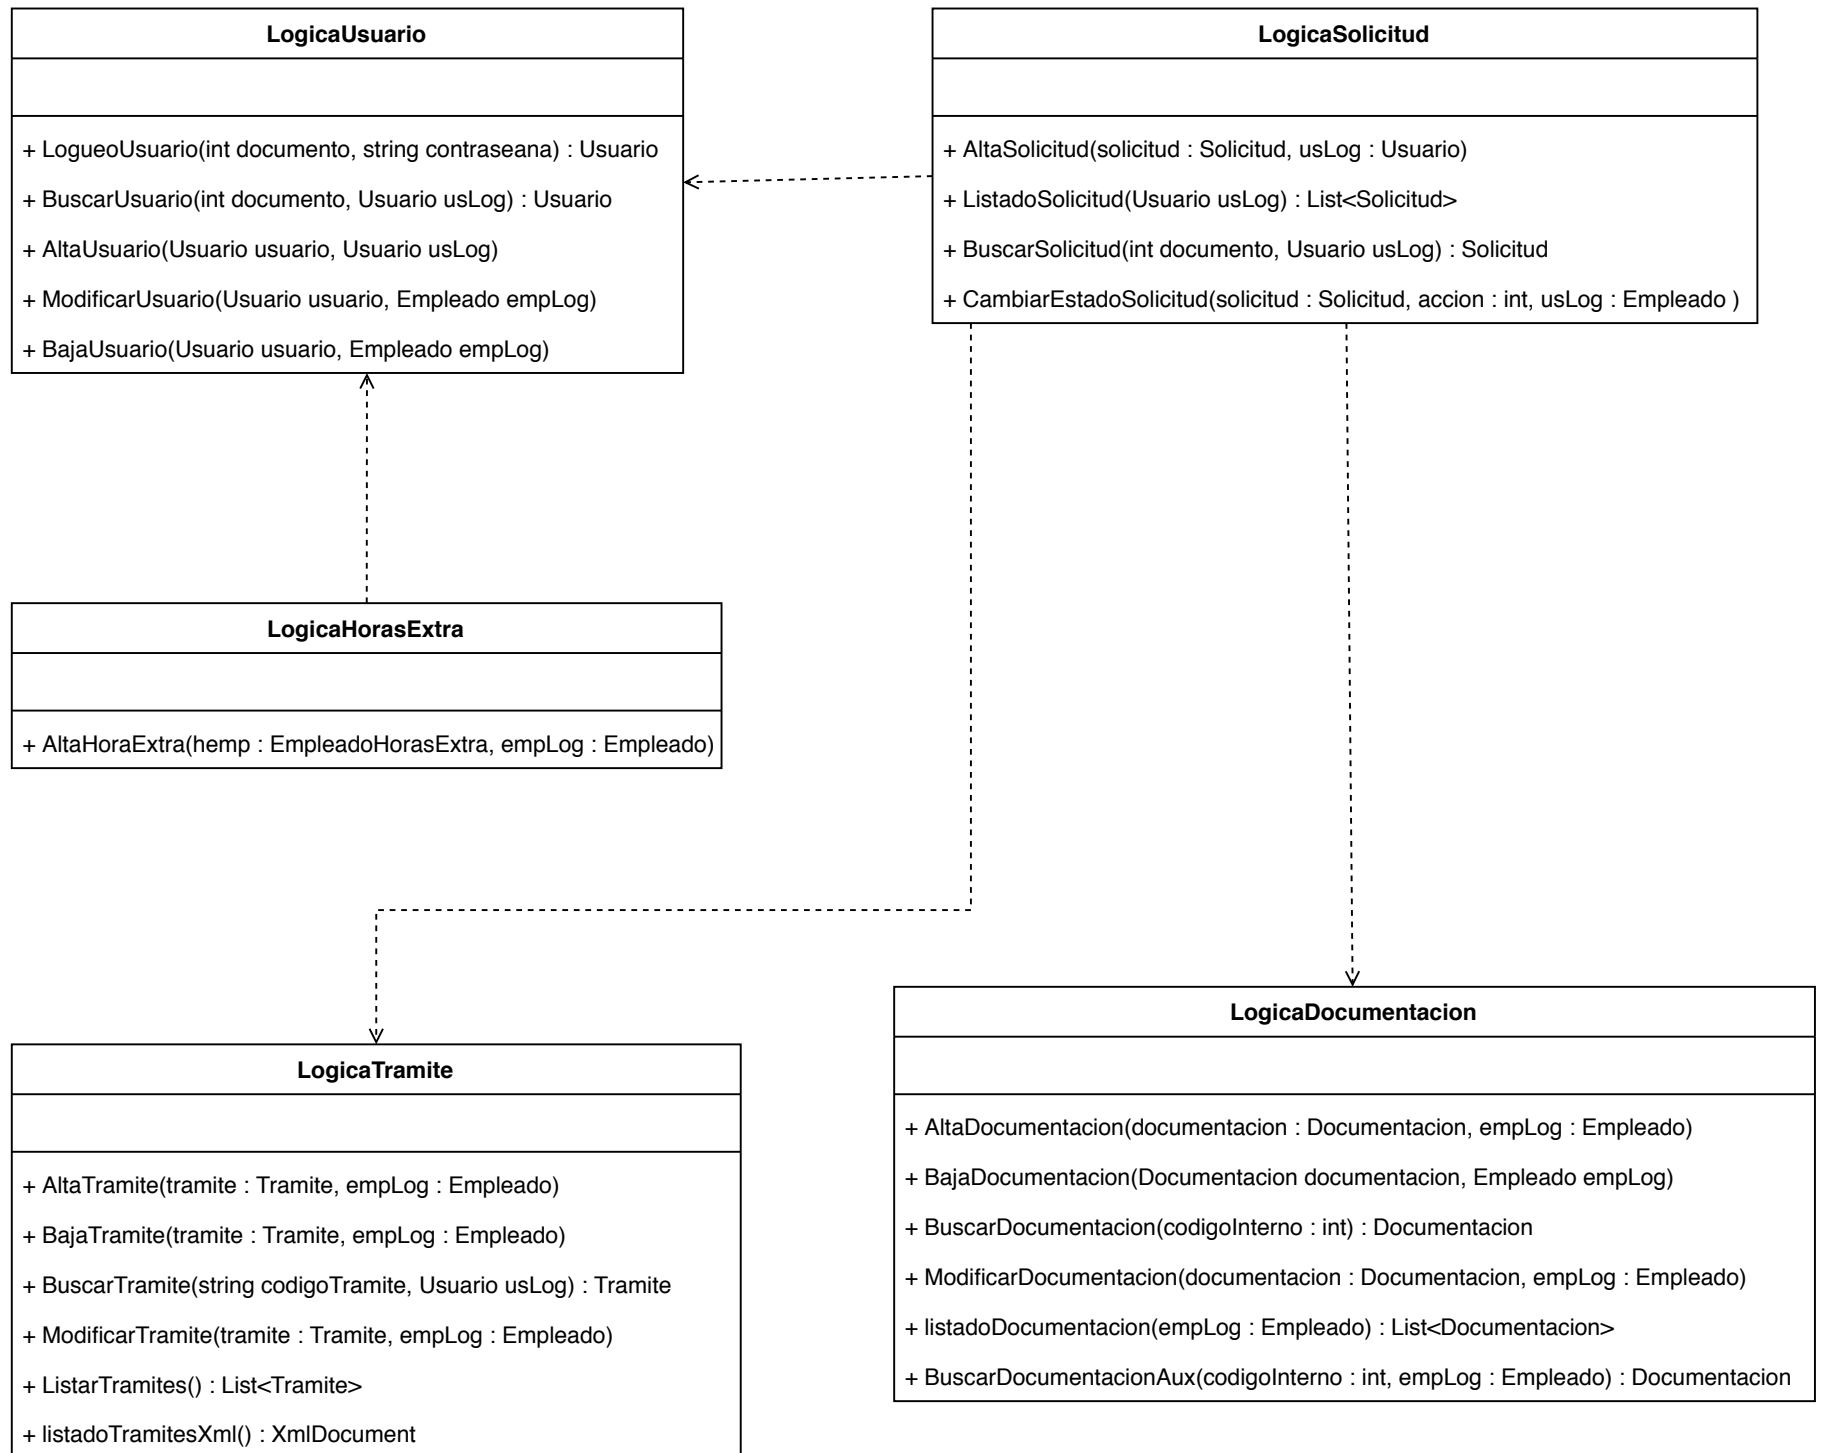 LogicaUsuario
+ LogueoUsuario(int documento, string contraseana) : Usuario
+ BuscarUsuario(int documento, Usuario usLog) : Usuario
+ AltaUsuario(Usuario usuario, Usuario usLog)
+ ModificarUsuario(Usuario usuario, Empleado empLog)
+ BajaUsuario(Usuario usuario, Empleado empLog)
LogicaSolicitud
+ AltaSolicitud(solicitud : Solicitud, usLog : Usuario)
+ ListadoSolicitud(Usuario usLog) : List<Solicitud>
+ BuscarSolicitud(int documento, Usuario usLog) : Solicitud
+ CambiarEstadoSolicitud(solicitud : Solicitud, accion : int, usLog : Empleado )
LogicaHorasExtra
+ AltaHoraExtra(hemp : EmpleadoHorasExtra, empLog : Empleado)
LogicaTramite
+ AltaTramite(tramite : Tramite, empLog : Empleado)
+ BajaTramite(tramite : Tramite, empLog : Empleado)
+ BuscarTramite(string codigoTramite, Usuario usLog) : Tramite
+ ModificarTramite(tramite : Tramite, empLog : Empleado)
+ ListarTramites() : List<Tramite>
+ listadoTramitesXml() : XmlDocument
LogicaDocumentacion
+ AltaDocumentacion(documentacion : Documentacion, empLog : Empleado)
+ BajaDocumentacion(Documentacion documentacion, Empleado empLog)
+ BuscarDocumentacion(codigoInterno : int) : Documentacion
+ ModificarDocumentacion(documentacion : Documentacion, empLog : Empleado)
+ listadoDocumentacion(empLog : Empleado) : List<Documentacion>
+ BuscarDocumentacionAux(codigoInterno : int, empLog : Empleado) : Documentacion